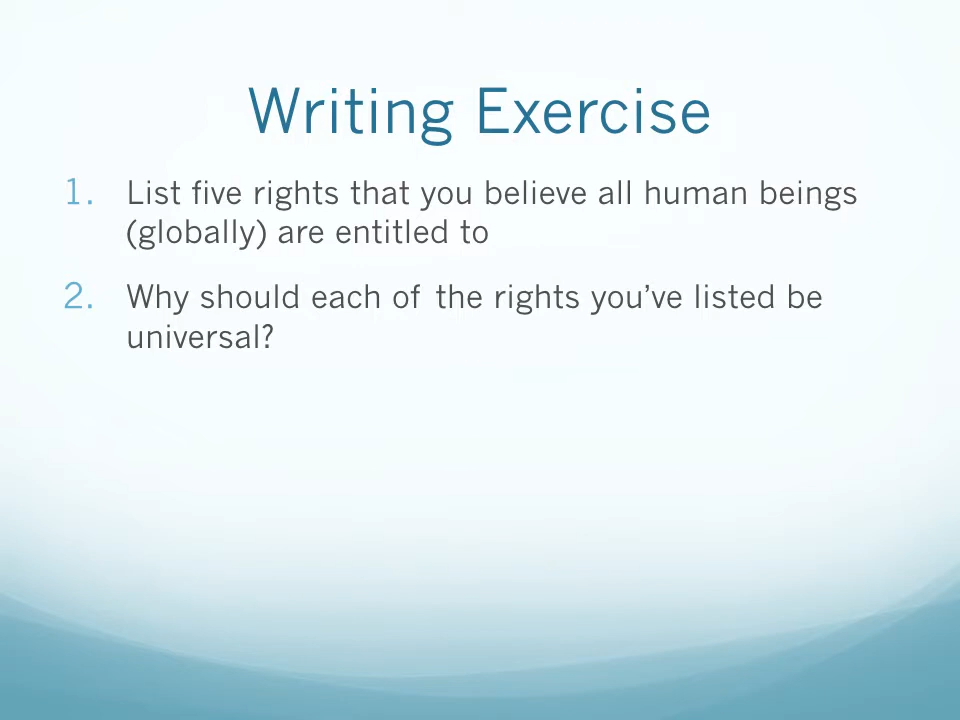 Writing Exercise
1. List five rights that you believe all human beings
(globally) are entitled to
2. Why should each of the rights you’ve listed be
universal?